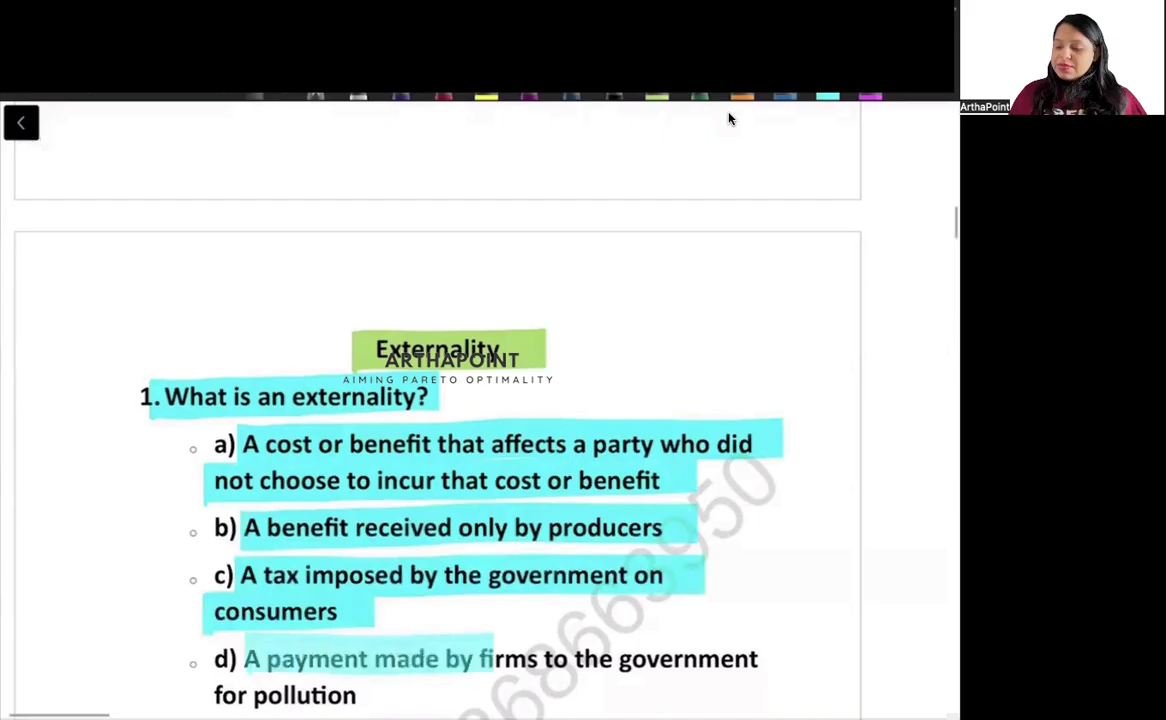 ArthaPoint
Externality
ARTHAPOINT
AIMING PARETO OPTIMALITY
1. What is an externality?
a) A cost or benefit that affects a party who did
not choose to incur that cost or benefit
b) A benefit received only by producers
c) A tax imposed by the government on
consumers
d) A payment made by firms to the government
for pollution